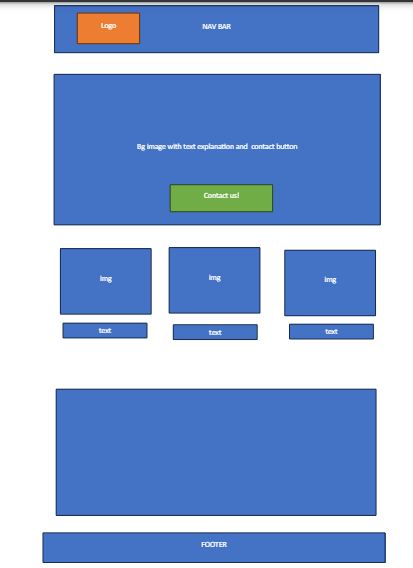 Logo
NAV BAR
Bg image with text explanation and contact button
Contact us!
img
img
img
text
text
text
FOOTER